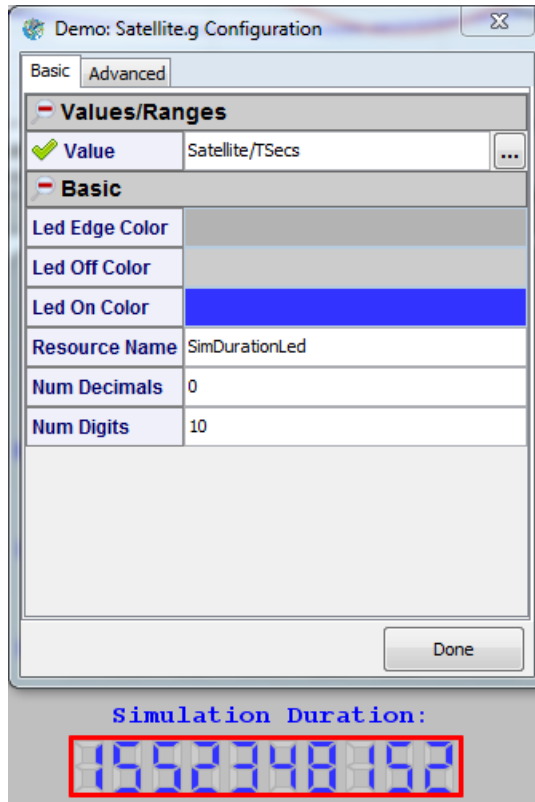 Demo: Satellite.g Configuration
Basic Advanced
Values/Ranges
Value Satellite/TSecs ...
Basic
Led Edge Color
Led Off Color
Led On Color
Resource Name SimDurationLed
Num Decimals 0
Num Digits 10
Done
Simulation Duration:
1552348152